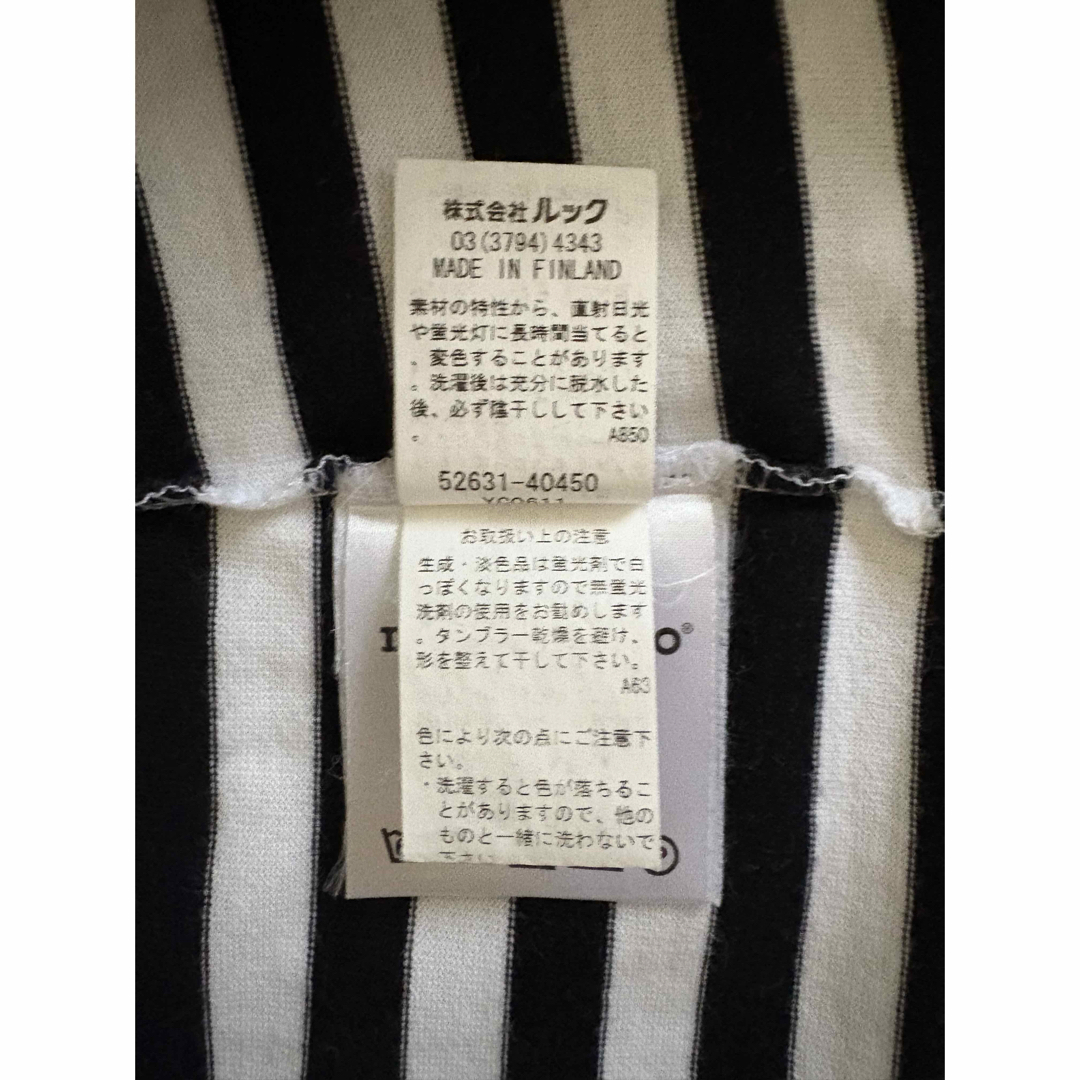 株式会社 ルック
03(3794)4343
MADE IN FINLAND
素材の特性から、直射日光
や蛍光灯に長時間当てると
、変色することがあります
。洗濯後は充分に脱水した
後、必ず陰干しして下さい
。 A850
52631-40450
お取扱い上の注意
生成・淡色品は蛍光剤で白
っぽくなりますので無蛍光
洗剤の使用をお勧めします
。タンブラー乾燥を避け、
形を整えて干して下さい。
A63
色により次の点にご注意下
さい。
・洗濯すると色が落ちるこ
とがありますので、他の
ものと一緒に洗わないで
下さい